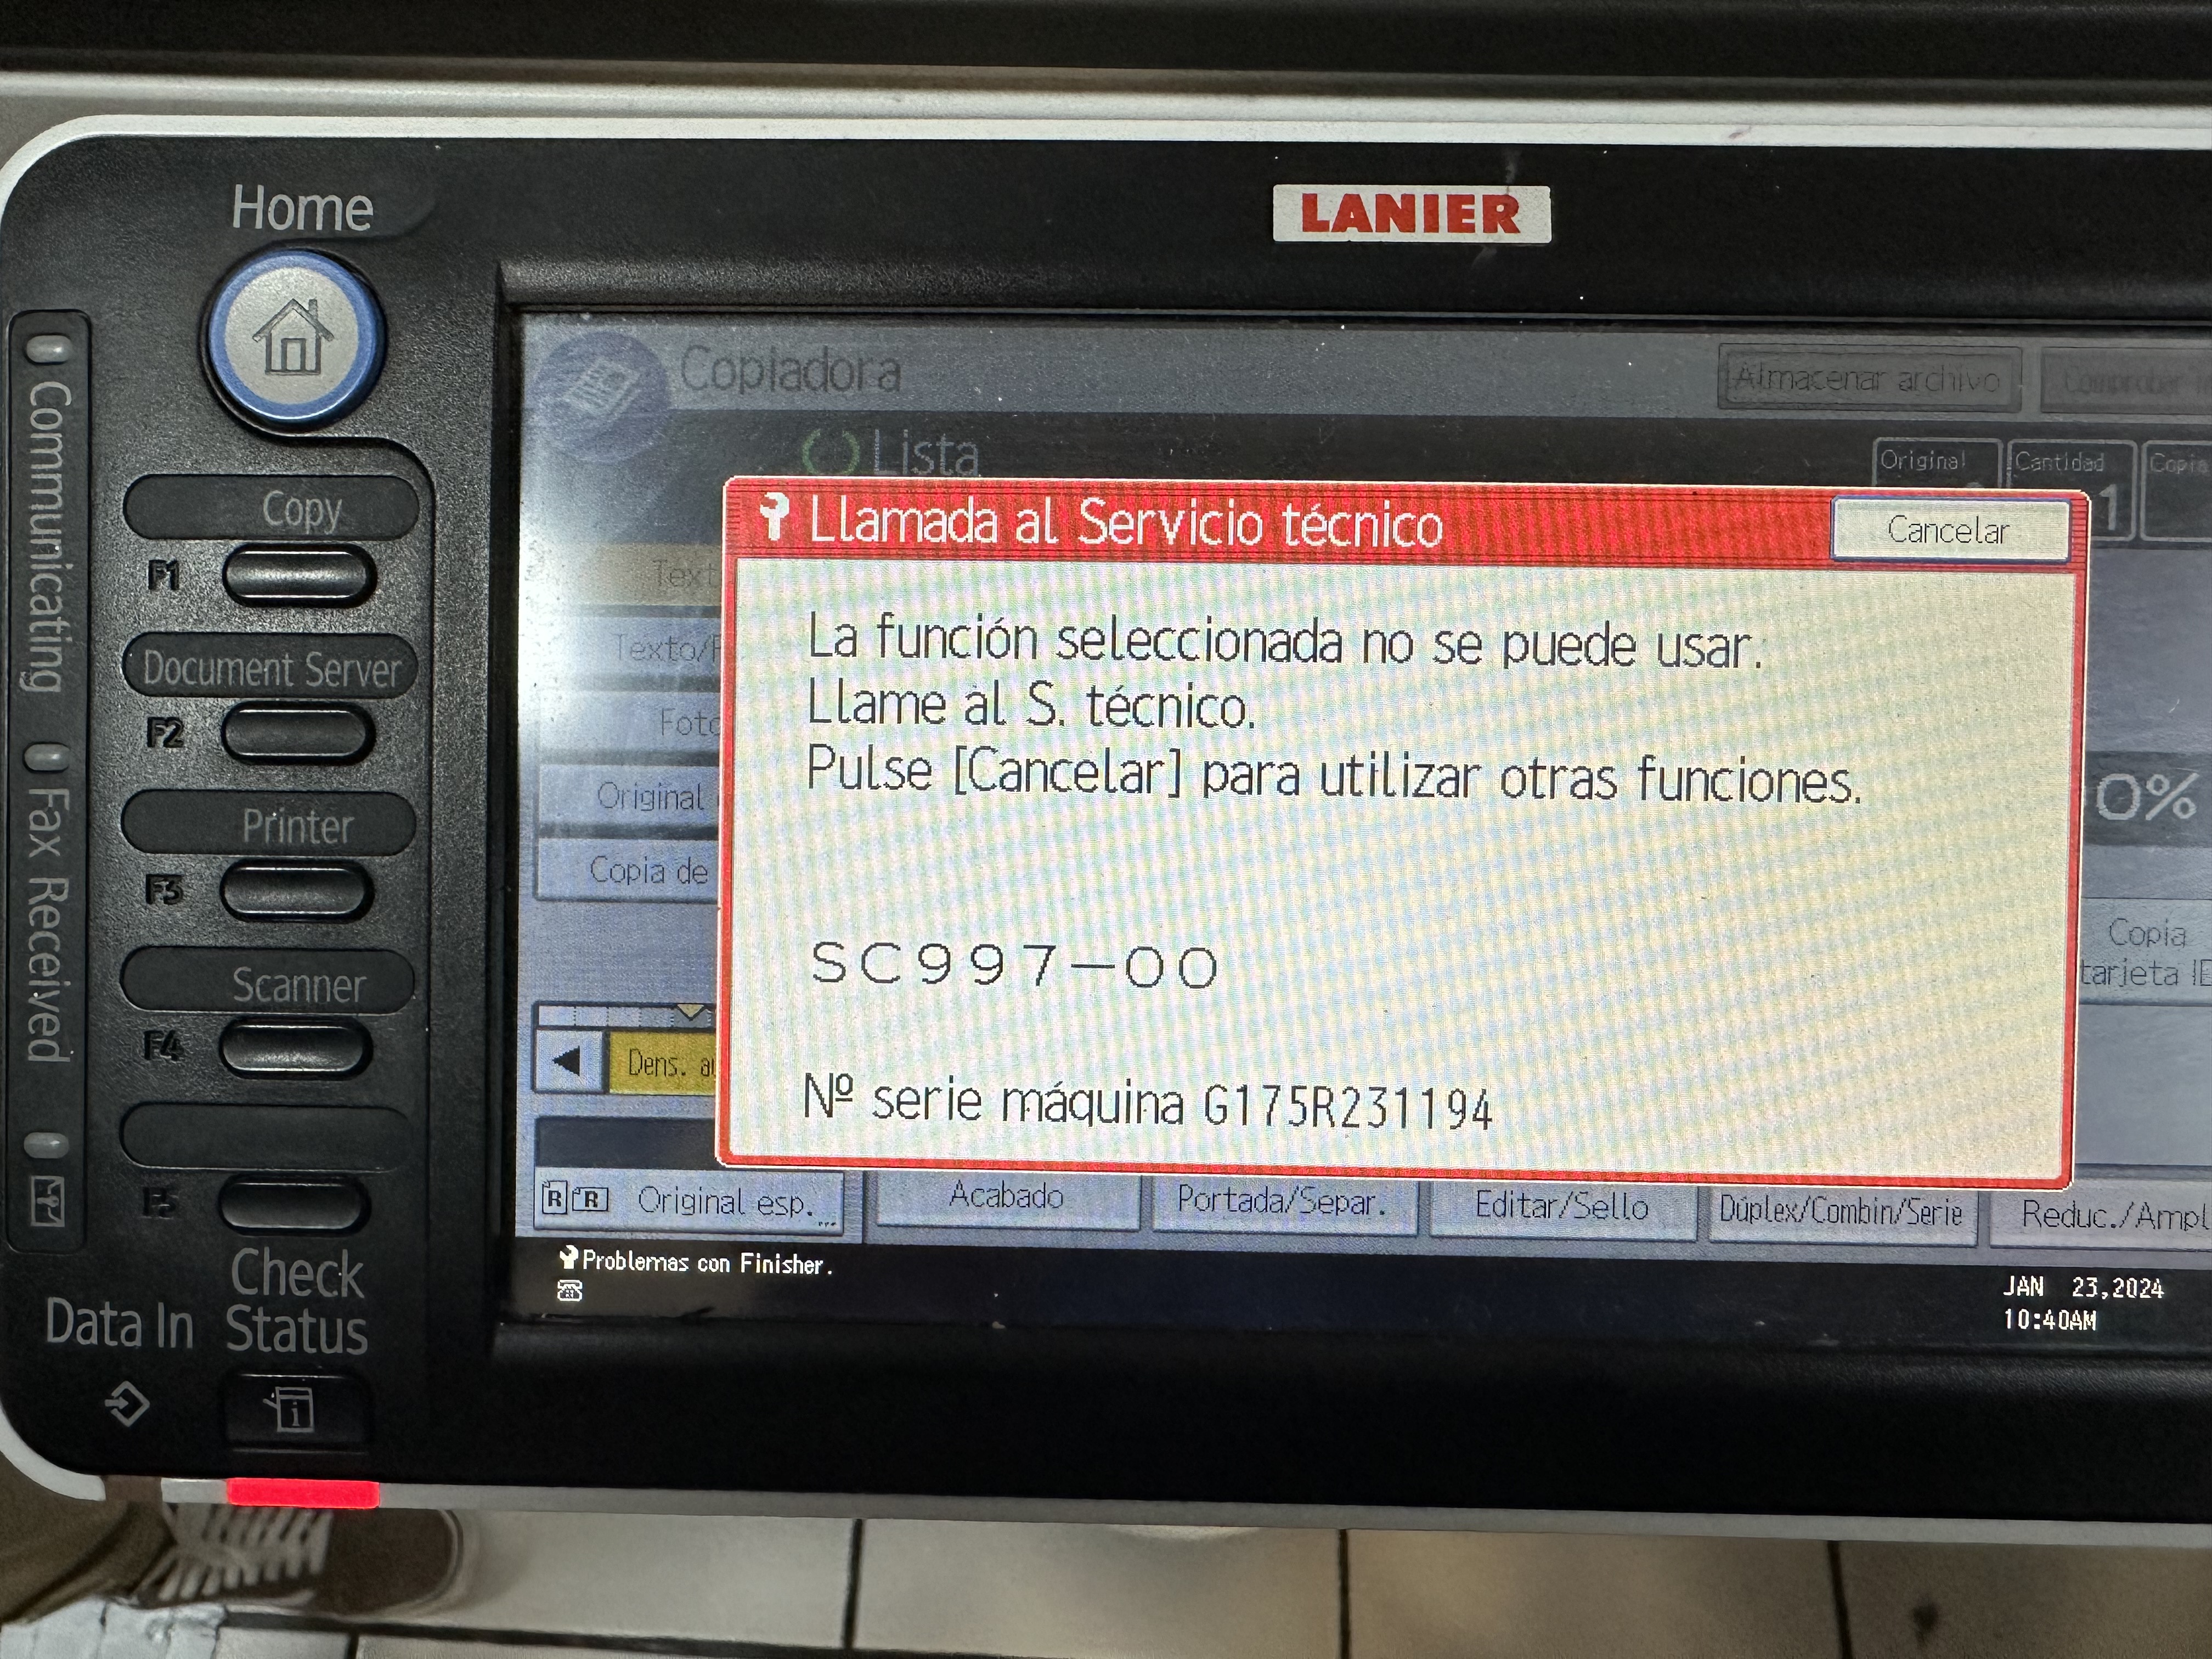 LANIER
Home
Communicating
Fax Received
Copy
F1
Document Server
F2
Printer
F3
Scanner
F4
F5
Check
Status
Data In
Copiadora
Almacenar archivo
Lista
Original
Cantidad
Copia
1
Llamada al Servicio técnico
Cancelar
La función seleccionada no se puede usar.
Llame al S. técnico.
Pulse [Cancelar] para utilizar otras funciones.
SC997-00
Nº serie máquina G175R231194
Original
Copia de
0%
Copia
tarjeta
Dens.
Original esp. ...
Acabado
Portada/Separ.
Editar/Sello
Dúplex/Combin/Serie
Reduc./Ampl
Problemas con Finisher.
JAN 23,2024
10:40AM